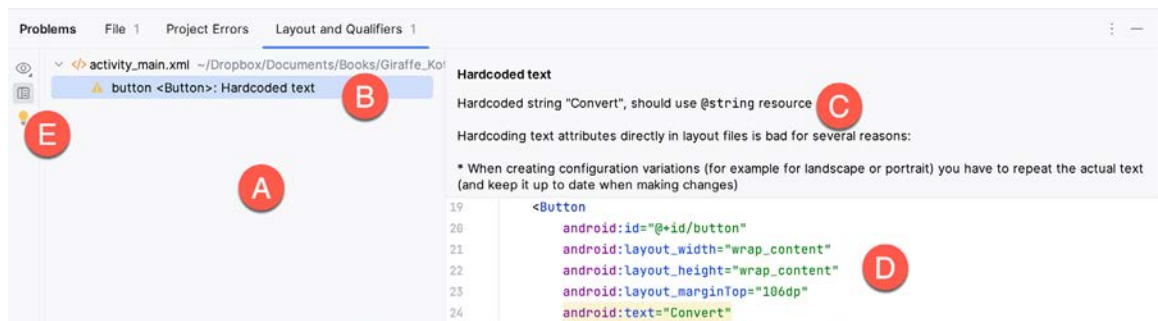 Problems File 1 Project Errors Layout and Qualifiers 1
activity_main.xml ~/Dropbox/Documents/Books/Giraffe_Kot
button <Button>: Hardcoded text
B
E
A
Hardcoded text
Hardcoded string "Convert", should use @string resource
C
Hardcoding text attributes directly in layout files is bad for several reasons:
* When creating configuration variations (for example for landscape or portrait) you have to repeat the actual text
(and keep it up to date when making changes)
19 <Button
20 android:id="@+id/button"
21 android:layout_width="wrap_content"
22 android:layout_height="wrap_content"
D
23 android:layout_marginTop="106dp"
24 android:text="Convert"